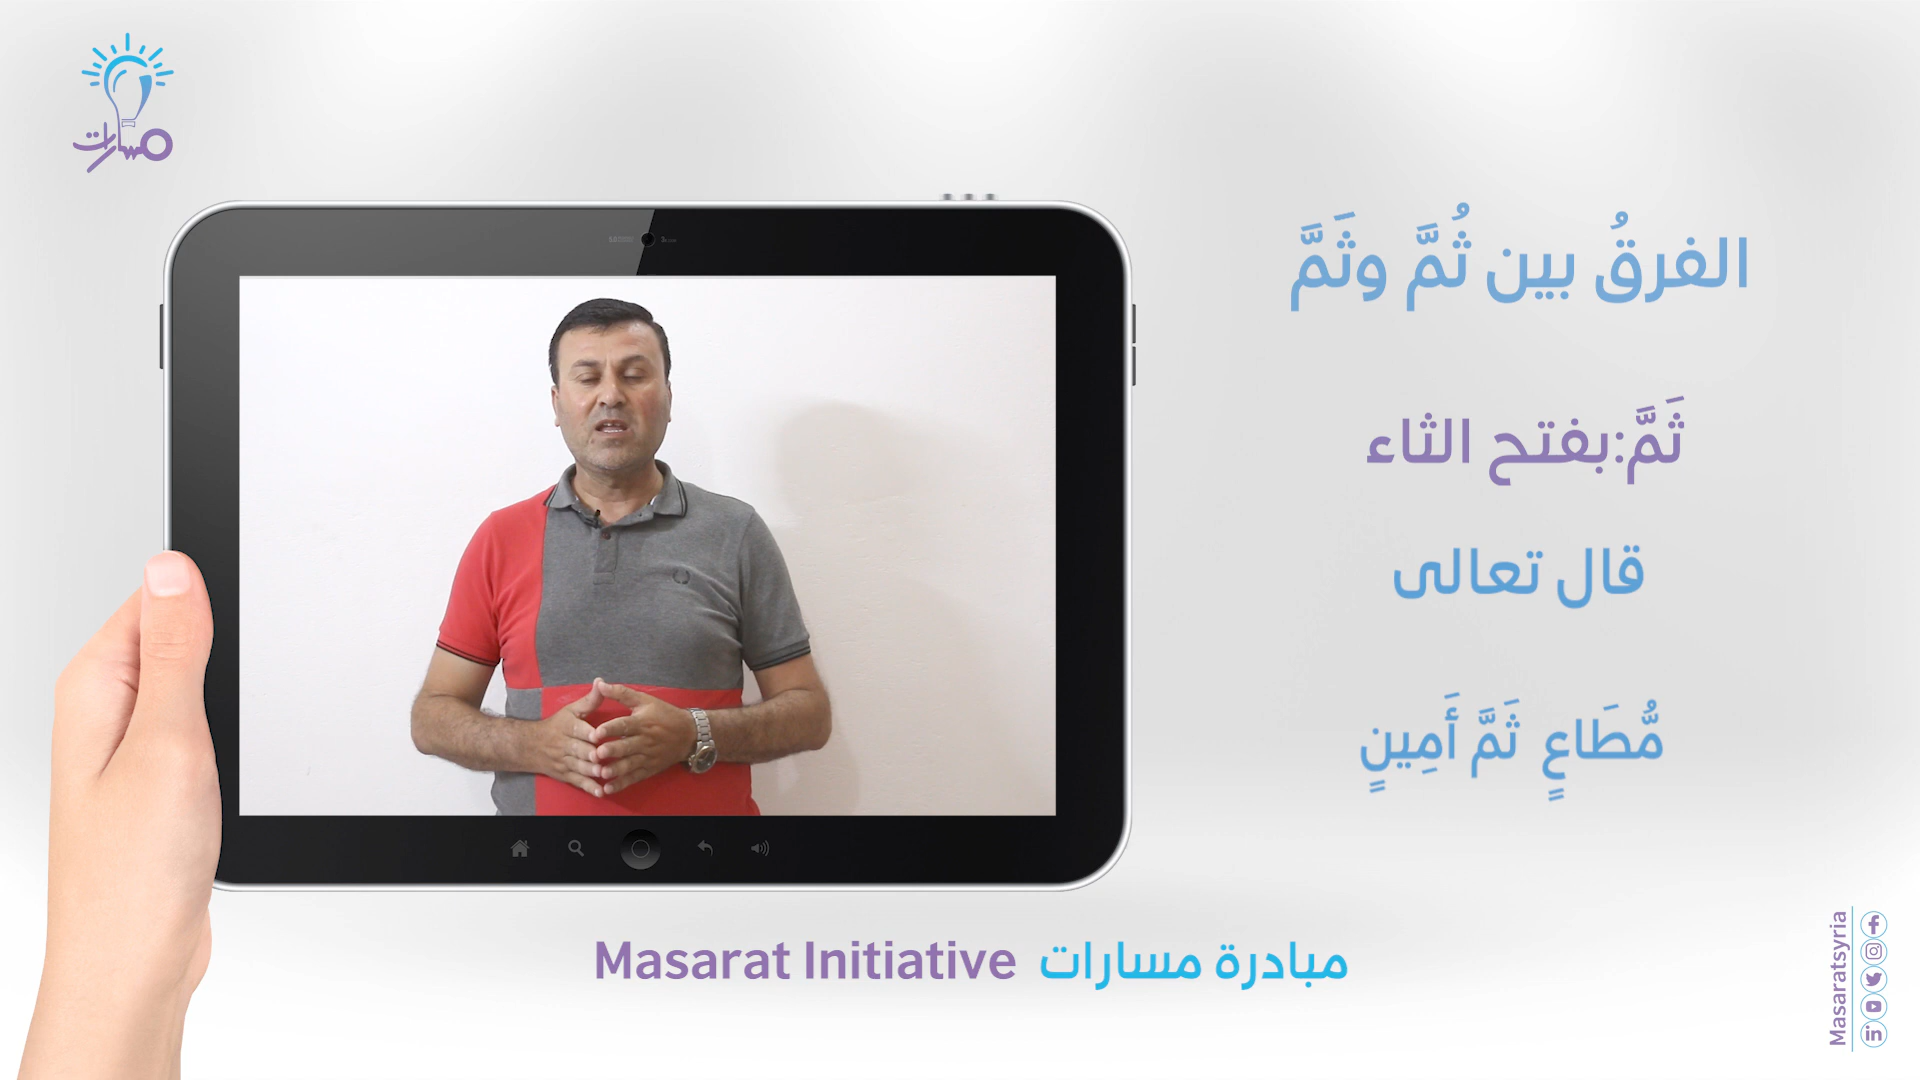 مسارات
الفرقُ بين ثُمَّ وثَمَّ
ثَمَّ:بفتح الثاء
قال تعالى
مُّطَاعٍ ثَمَّ أَمِينٍ
مبادرة مسارات Masarat Initiative
Masaratsyria